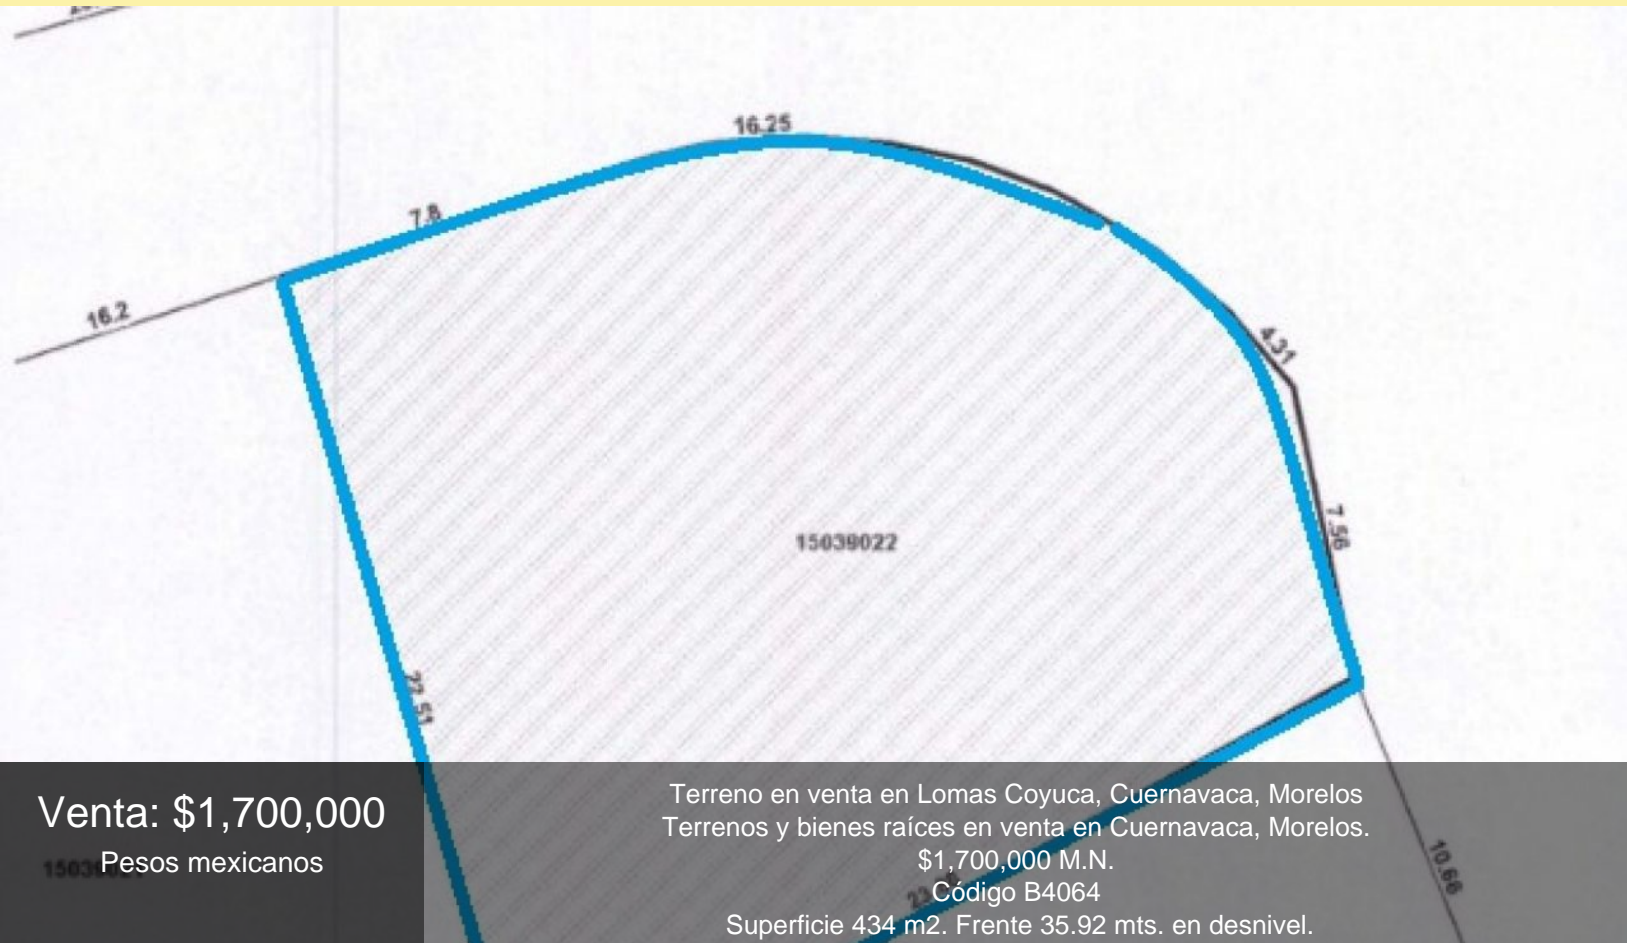 16.25
7.8
16.2
4.31
7.56
15039022
22.51
Venta: $1,700,000
Pesos mexicanos
Terreno en venta en Lomas Coyuca, Cuernavaca, Morelos
Terrenos y bienes raíces en venta en Cuernavaca, Morelos.
$1,700,000 M.N.
Código B4064
Superficie 434 m2. Frente 35.92 mts. en desnivel.
10.66